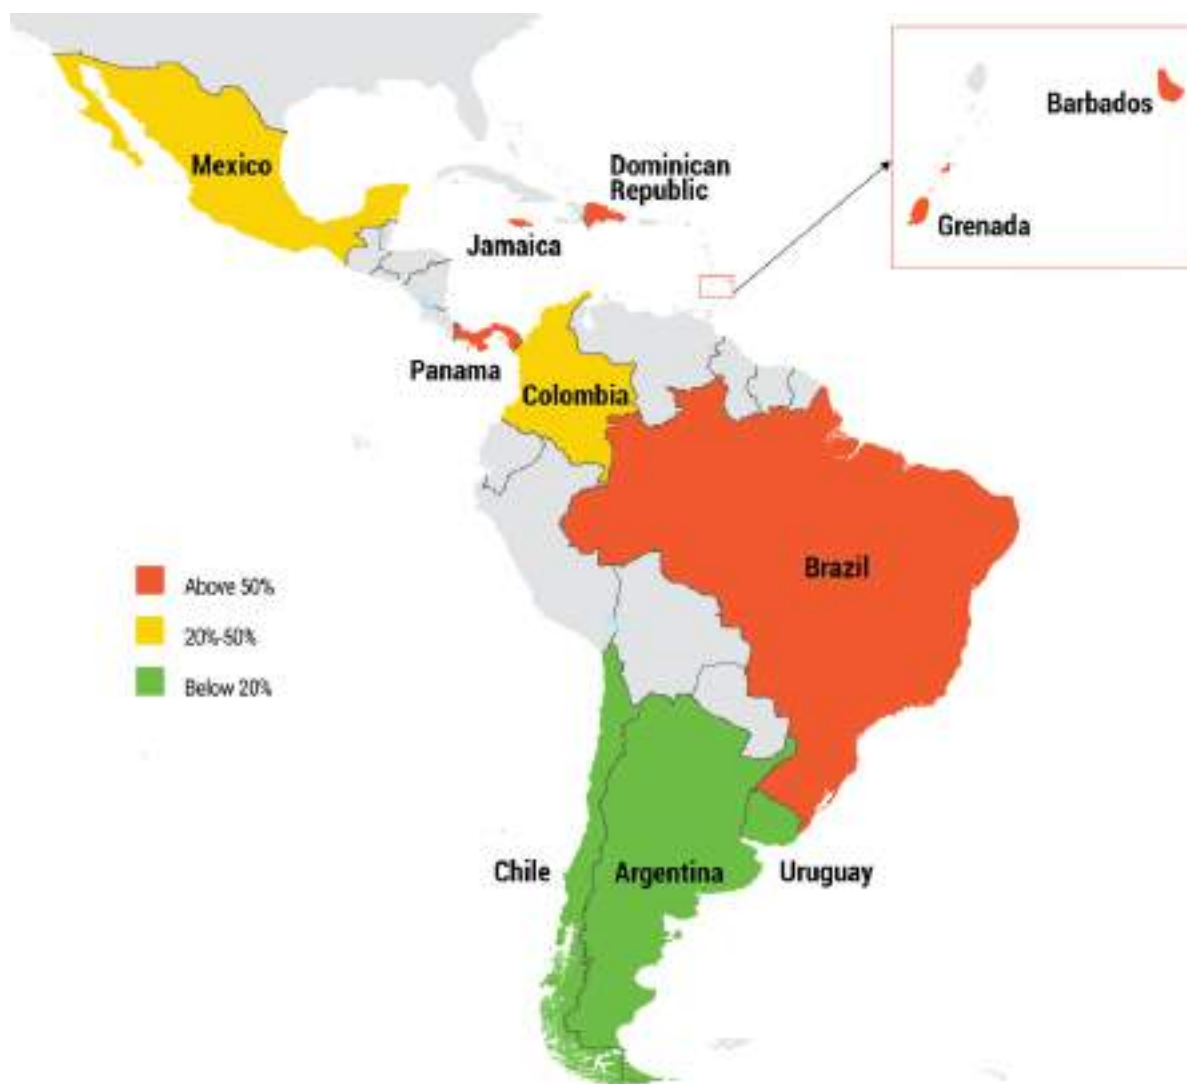 Barbados
Mexico
Dominican
Republic
Grenada
Jamaica
Panama
Colombia
Brazil
Above 50%
20%-50%
Below 20%
Chile
Argentina
Uruguay